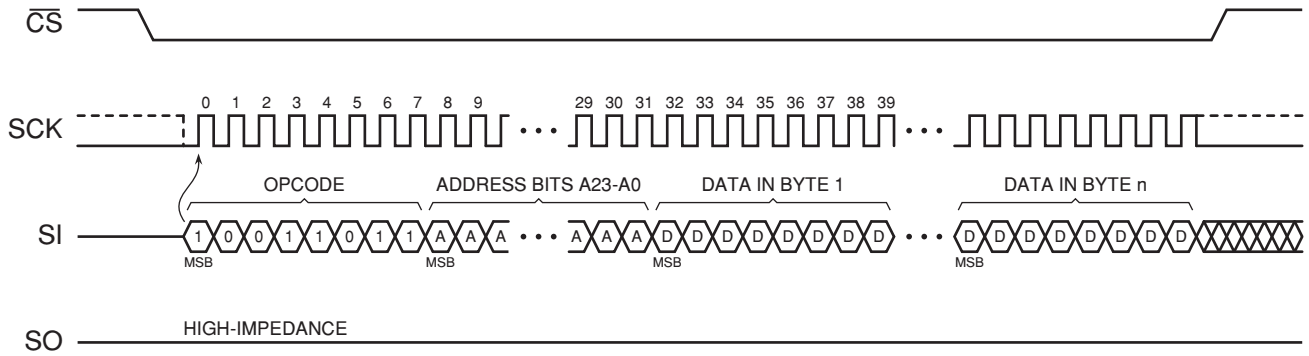 CS
0 1 2 3 4 5 6 7 8 9 29 30 31 32 33 34 35 36 37 38 39
SCK
OPCODE ADDRESS BITS A23-A0 DATA IN BYTE 1 DATA IN BYTE n
SI 1 0 0 1 1 0 1 1 A A A A A A D D D D D D D D D D D D D D D D
MSB MSB MSB MSB
HIGH-IMPEDANCE
SO